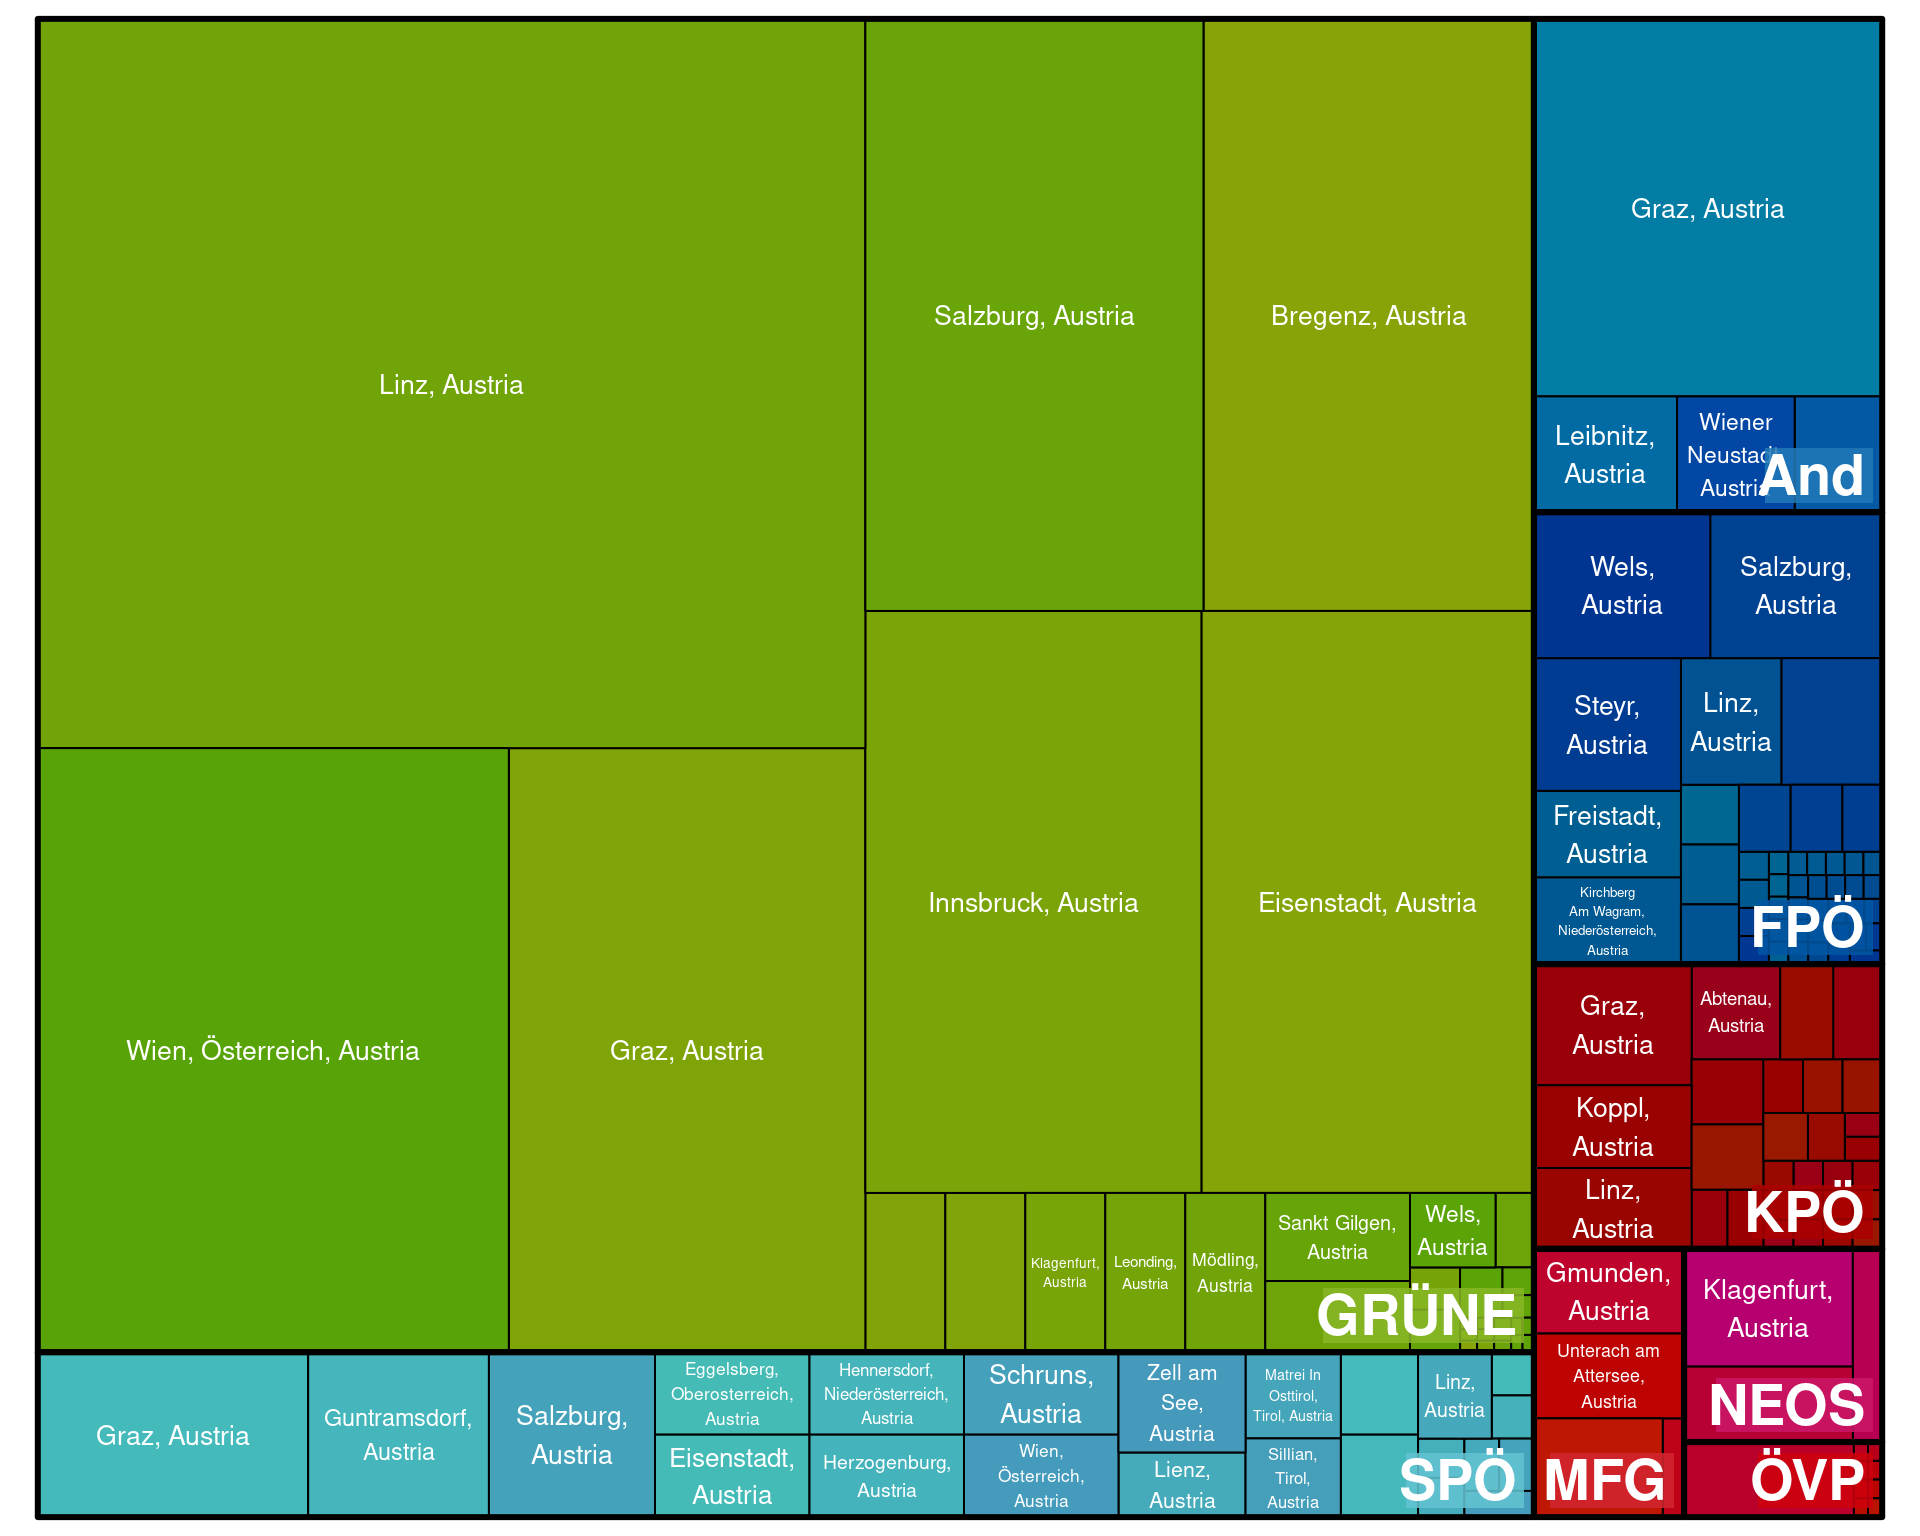 Linz, Austria
Salzburg, Austria
Bregenz, Austria
Wien, Österreich, Austria
Graz, Austria
Innsbruck, Austria
Eisenstadt, Austria
Klagenfurt,
Austria
Leonding,
Austria
Mödling,
Austria
Sankt Gilgen,
Austria
Wels,
Austria
GRÜNE
Graz, Austria
Guntramsdorf,
Austria
Salzburg,
Austria
Eggelsberg,
Oberosterreich,
Austria
Eisenstadt,
Austria
Hennersdorf,
Niederösterreich,
Austria
Herzogenburg,
Austria
Schruns,
Austria
Wien,
Österreich,
Austria
Zell am
See,
Austria
Lienz,
Austria
Matrei In
Osttirol,
Tirol, Austria
Sillian,
Tirol,
Austria
Linz,
Austria
SPÖ
Graz, Austria
Leibnitz,
Austria
Wiener
Neustadt,
Austria
And
Wels,
Austria
Salzburg,
Austria
Steyr,
Austria
Linz,
Austria
Freistadt,
Austria
Kirchberg
Am Wagram,
Niederösterreich,
Austria
FPÖ
Graz,
Austria
Abtenau,
Austria
Koppl,
Austria
Linz,
Austria
KPÖ
Gmunden,
Austria
Unterach am
Attersee,
Austria
MFG
Klagenfurt,
Austria
NEOS
ÖVP